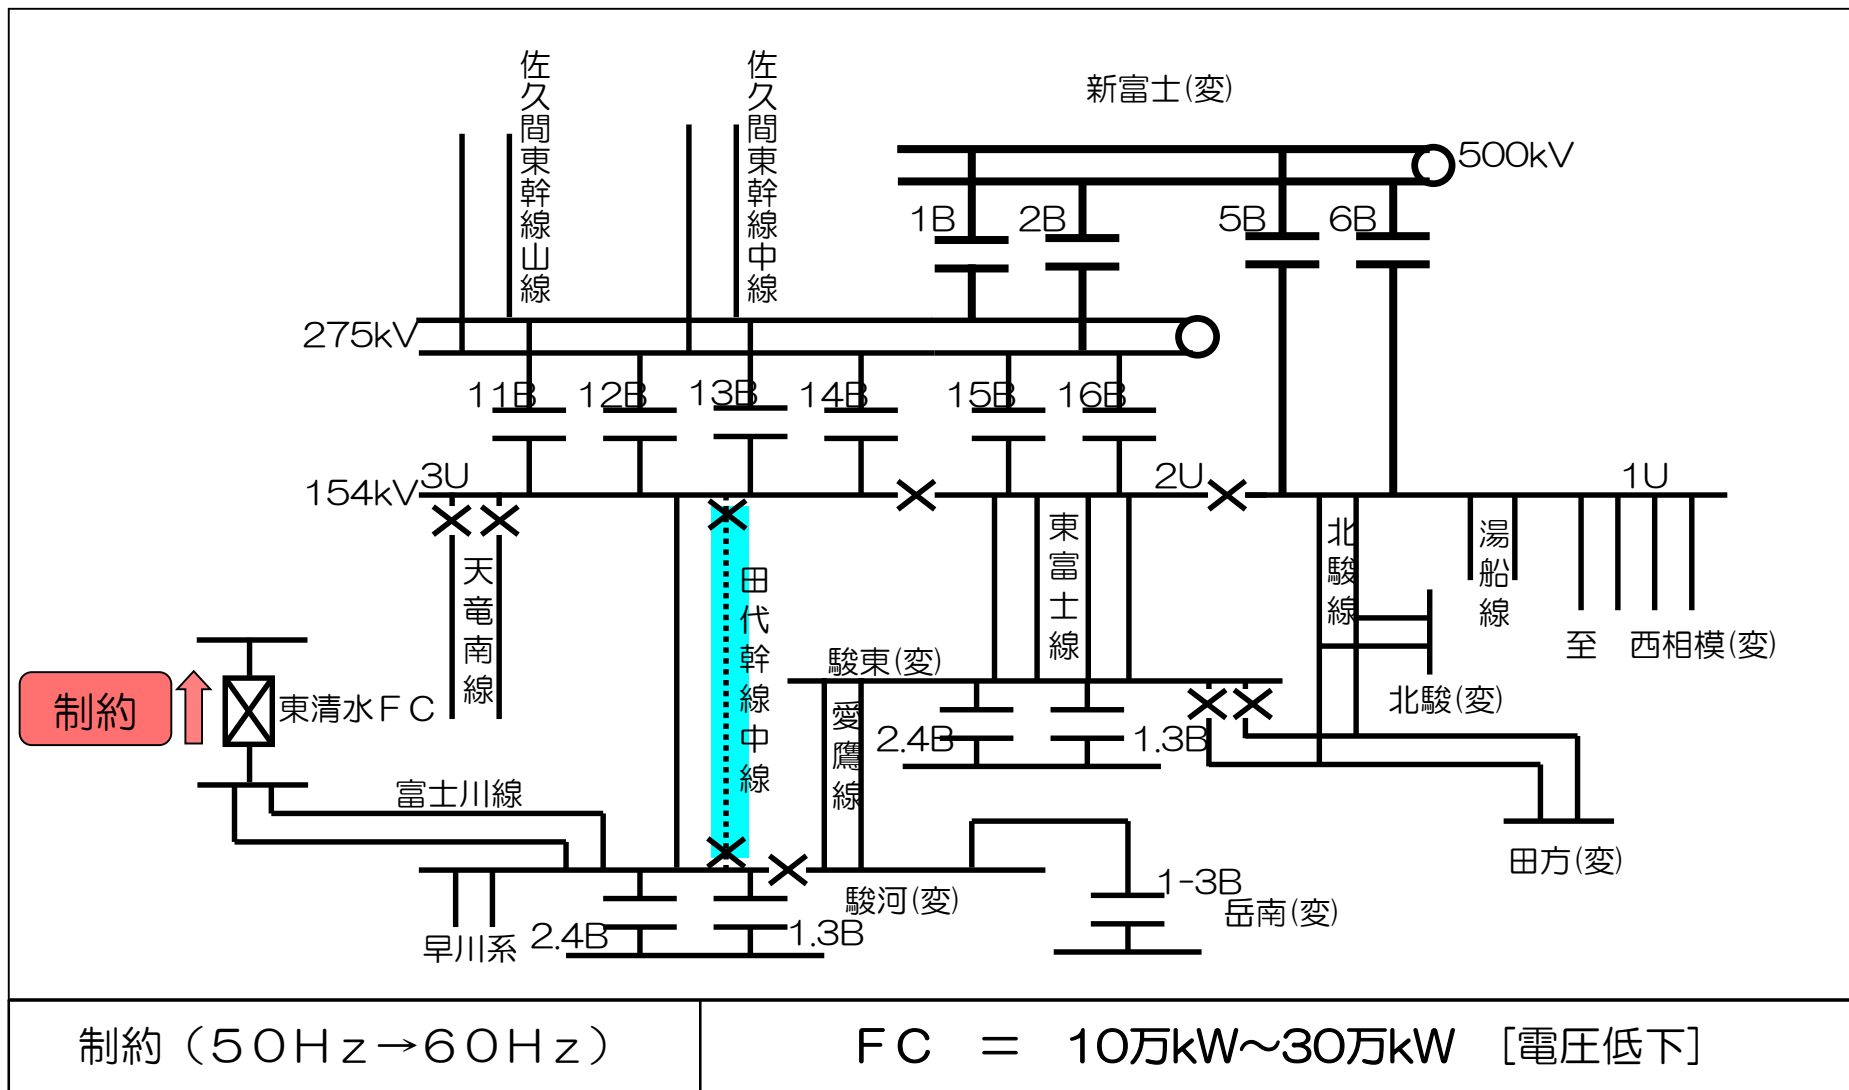 佐久間東幹線山線
佐久間東幹線中線
新富士(変)
500kV
1B
2B
5B
6B
275kV
11B
12B
13B
14B
15B
16B
154kV
3U
2U
1U
天竜南線
田代幹線中線
東富士線
北駿線
湯船線
至 西相模(変)
制約
東清水FC
駿東(変)
愛鷹線
2.4B
1.3B
北駿(変)
富士川線
田方(変)
早川系
2.4B
1.3B
駿河(変)
1-3B
岳南(変)
制約(50Hz→60Hz)
FC = 10万kW~30万kW [電圧低下]